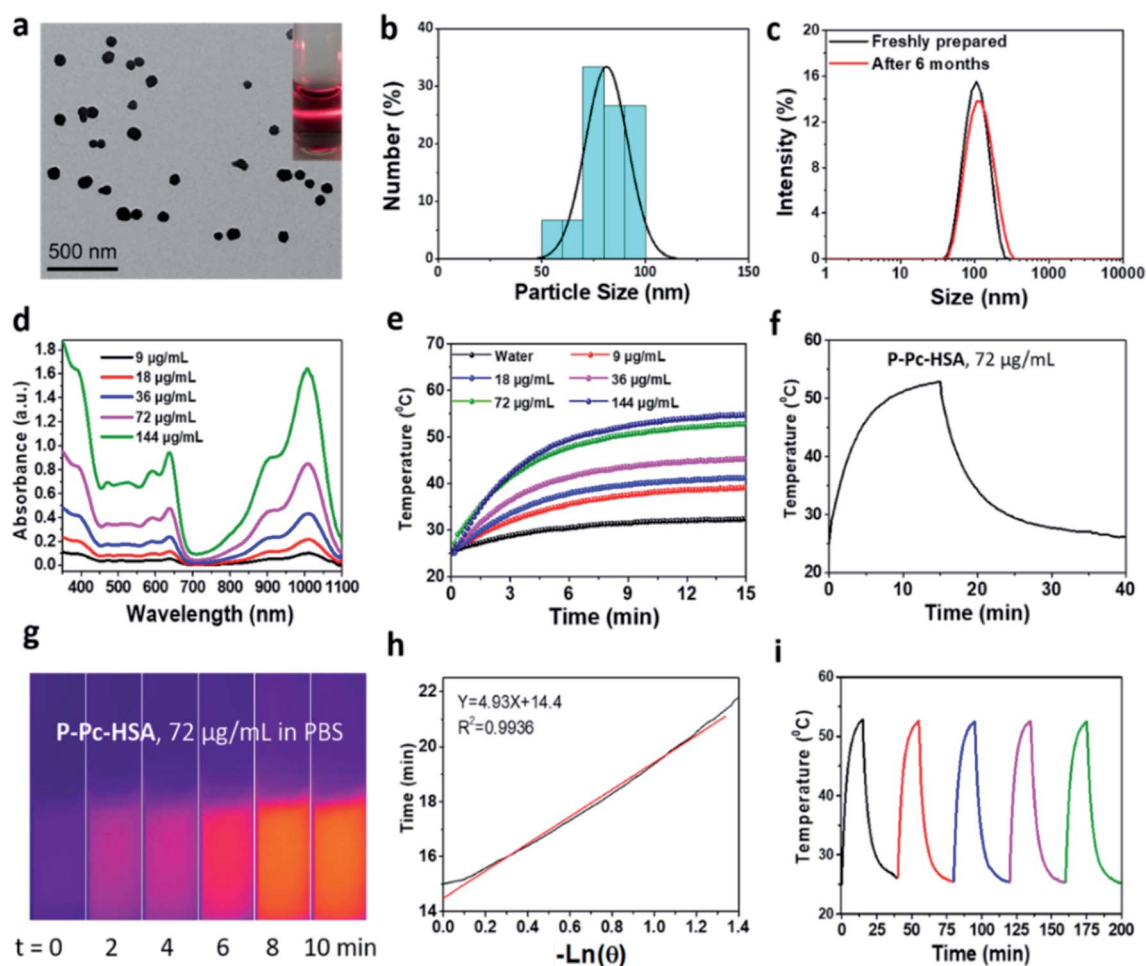 a
500 nm
b
Number (%)
40
30
20
10
0
0
50
100
150
Particle Size (nm)
c
Intensity (%)
20
16
12
8
4
0
Freshly prepared
After 6 months
1
10
100
1000
10000
Size (nm)
d
Absorbance (a.u.)
1.8
1.6
1.4
1.2
1.0
0.8
0.6
0.4
0.2
0.0
9 µg/mL
18 µg/mL
36 µg/mL
72 µg/mL
144 µg/mL
400 500 600 700 800 900 1000 1100
Wavelength (nm)
e
Temperature (⁰C)
70
60
50
40
30
20
Water
9 µg/mL
18 µg/mL
36 µg/mL
72 µg/mL
144 µg/mL
0
3
6
9
12
15
Time (min)
f
Temperature (⁰C)
60
50
40
30
20
P-Pc-HSA, 72 µg/mL
0
10
20
30
40
Time (min)
g
P-Pc-HSA, 72 µg/mL in PBS
t = 0 2 4 6 8 10 min
h
Time (min)
22
20
18
16
14
Y=4.93X+14.4
R²=0.9936
0.0 0.2 0.4 0.6 0.8 1.0 1.2 1.4
-Ln(θ)
i
Temperature (⁰C)
60
50
40
30
20
0 25 50 75 100 125 150 175 200
Time (min)